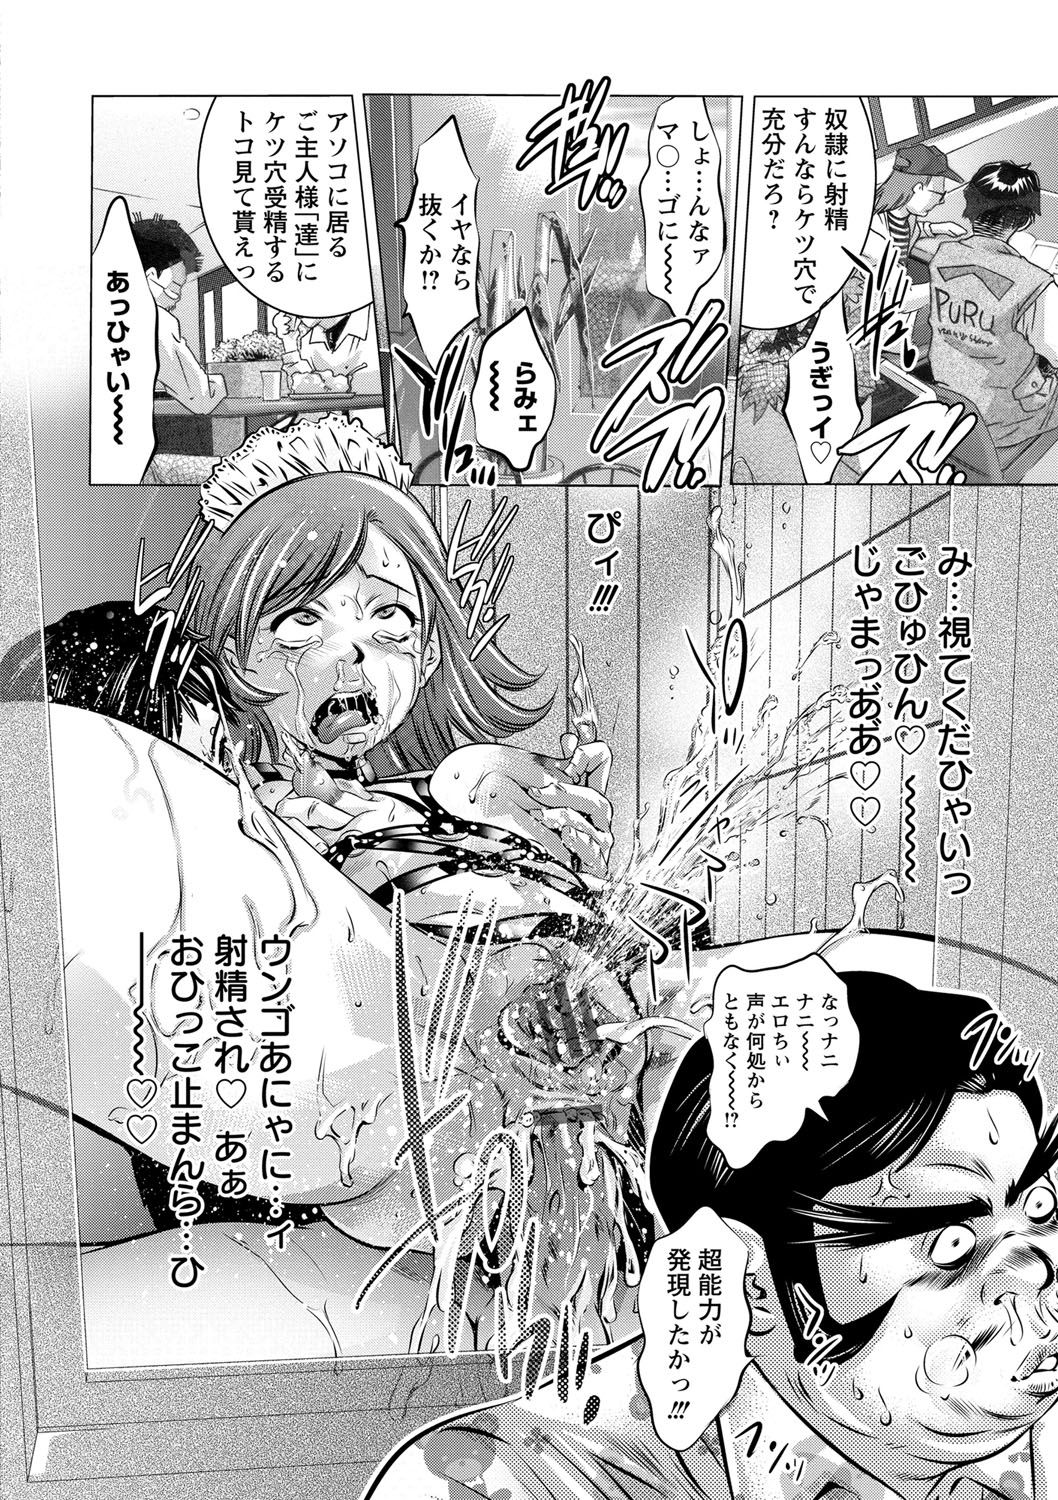 奴隷に射精
すんならケツ穴で
充分だろ？
うぎっィ♡
PURU
しょ…んなァ
マ○…ゴに～～
イヤなら
抜くか!?
らみェ
～～
アソコに居る
ご主人様「達」に
ケツ穴受精する
トコ見て貰えっ
あっひゃい～～
ズブッ
ズブッ
み…視てくだひゃいっ
ごひゅひん♡～～
じゃまっあ゛あ゛♡♡♡
ぴィ!!!
ウンゴあにゃに…ィ
射精され♡あぁ
おひっこ止まんら…ひ
～～♡♡
なっナニ
ナニ～～
エロちぃ
声が何処から
ともなく～～!?
超能力が
発現したかっ!!!